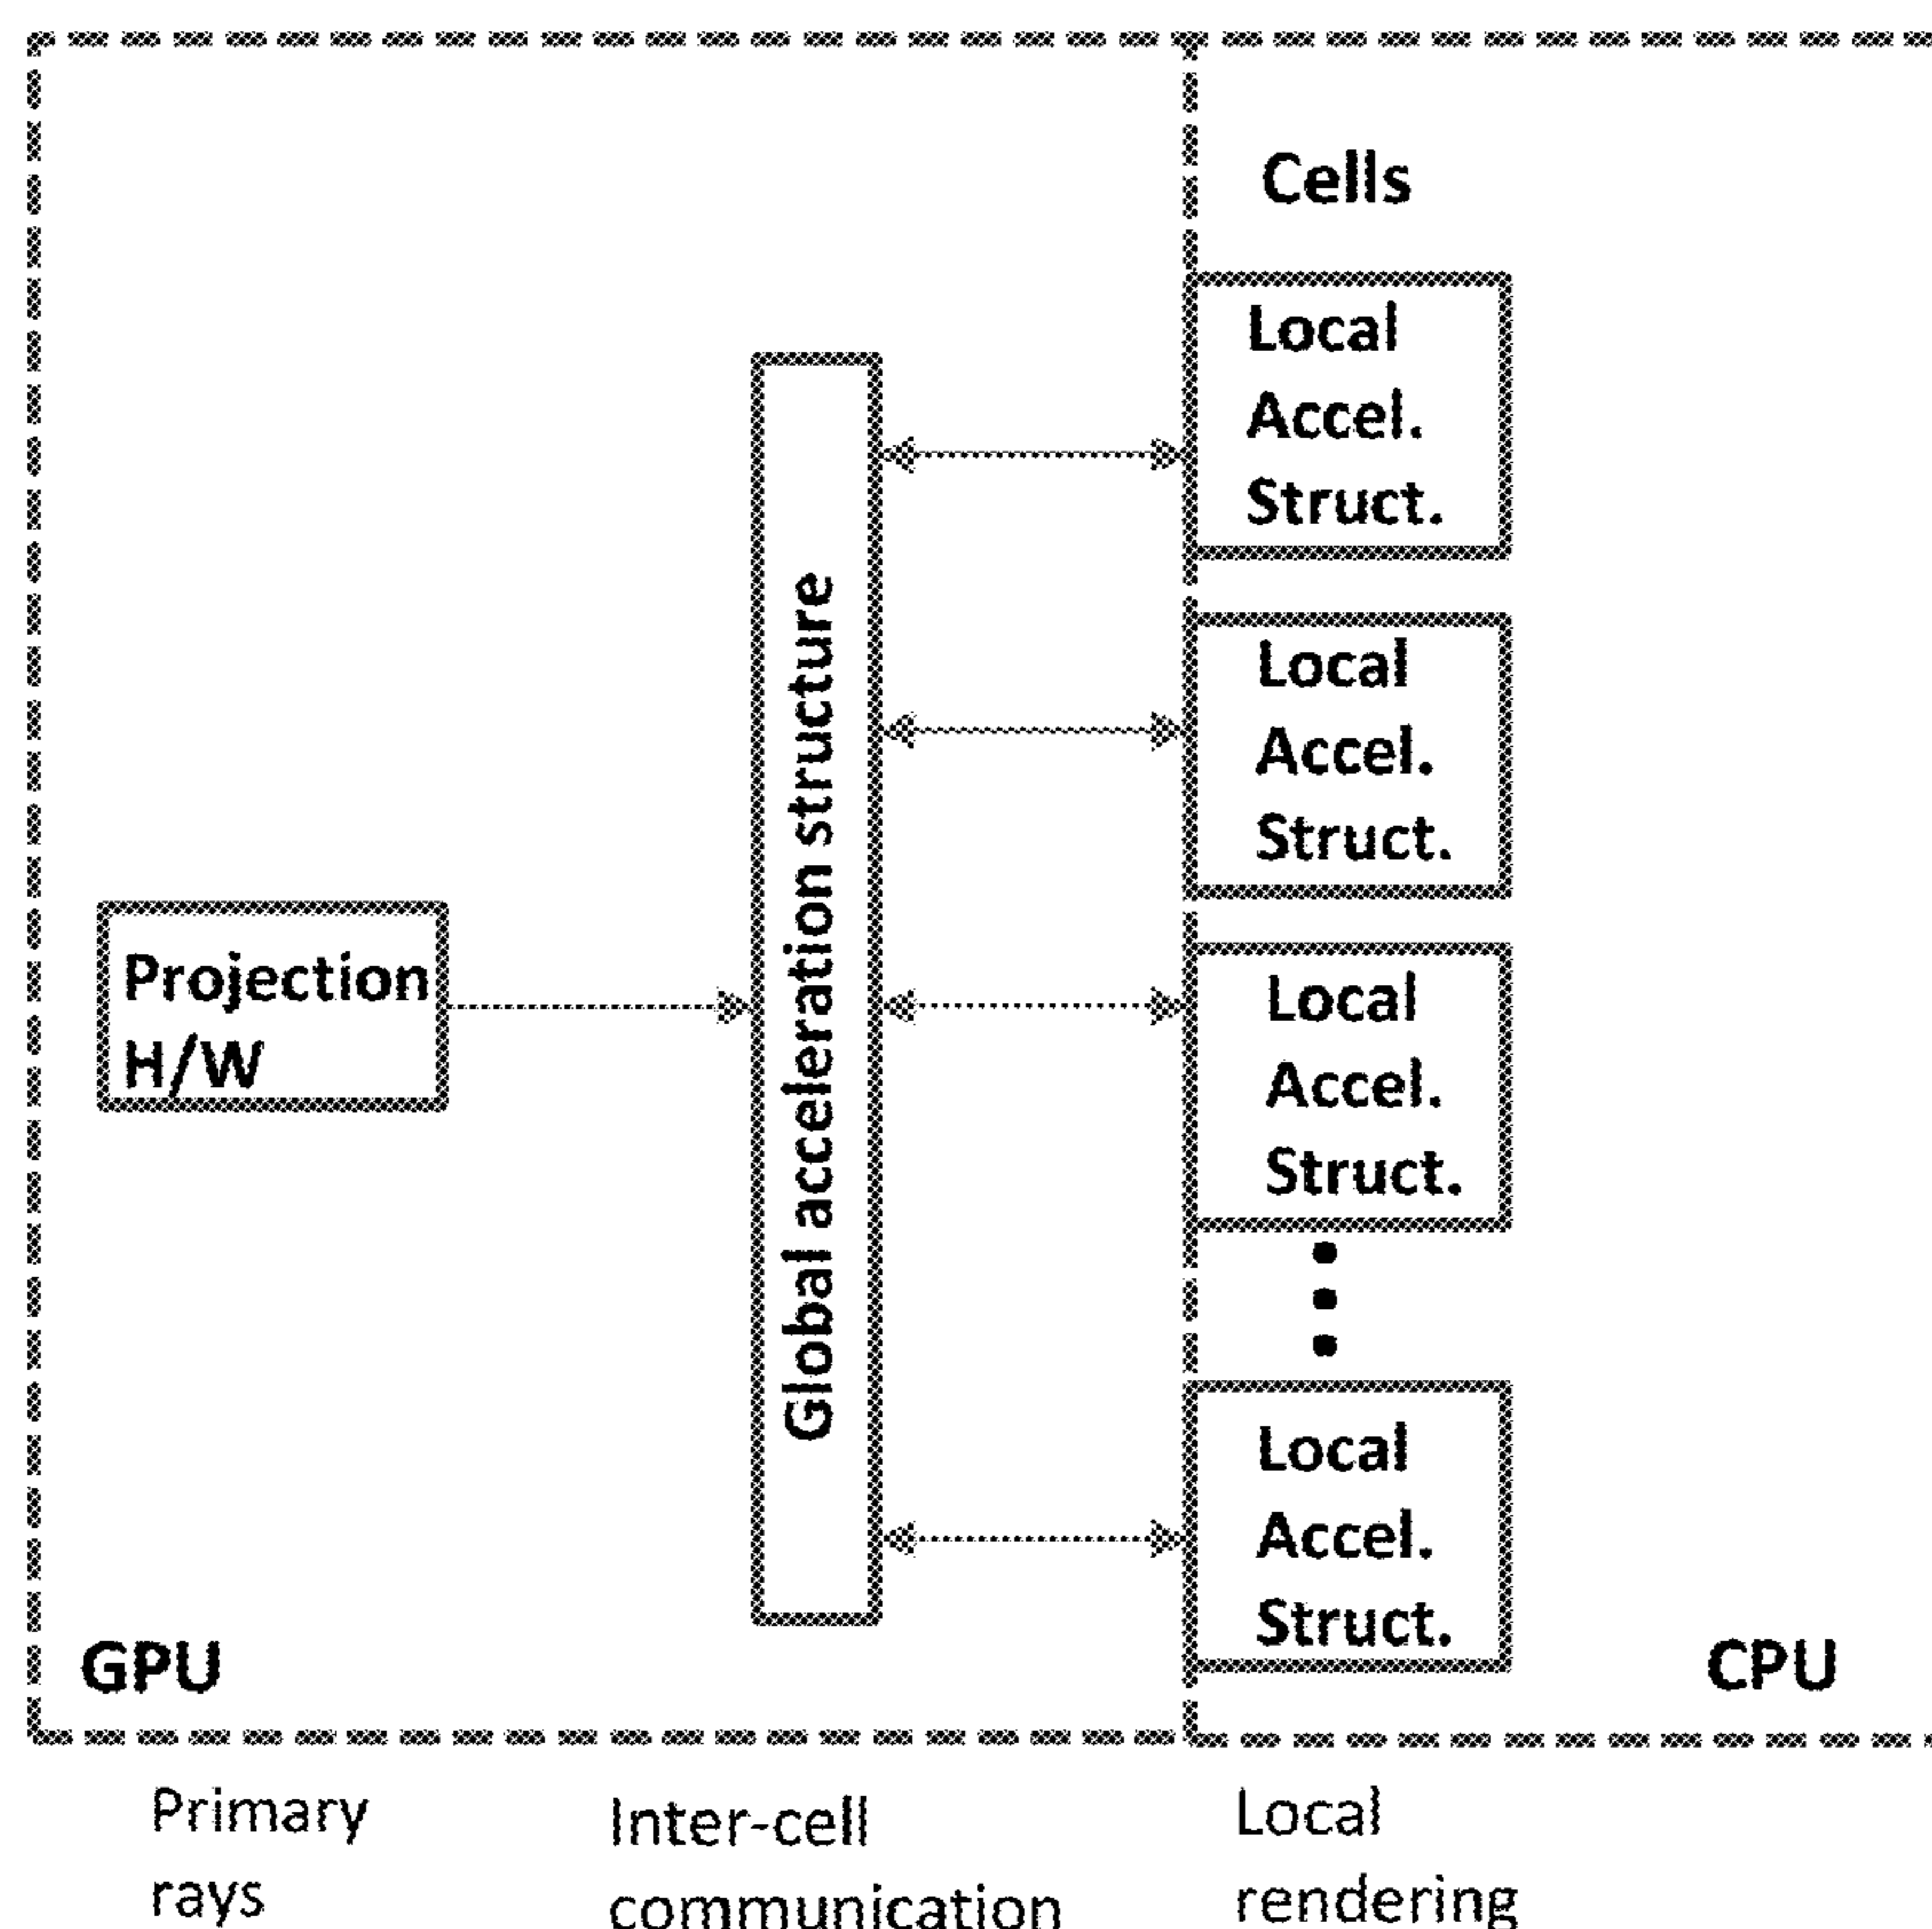 Cells
Local
Accel.
Struct.
Local
Accel.
Struct.
Global acceleration structure
Projection
H/W
Local
Accel.
Struct.
Local
Accel.
Struct.
GPU
CPU
Primary
rays
Inter-cell
communication
Local
rendering